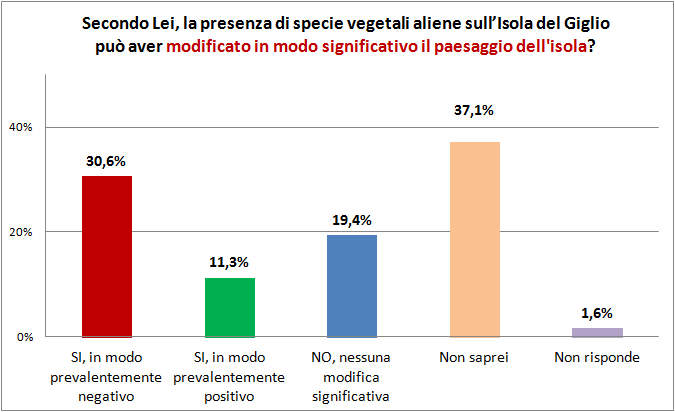 Secondo Lei, la presenza di specie vegetali aliene sull’Isola del Giglio
può aver modificato in modo significativo il paesaggio dell'isola?
40%
20%
0%
30,6%
11,3%
19,4%
37,1%
1,6%
SI, in modo
prevalentemente
negativo
SI, in modo
prevalentemente
positivo
NO, nessuna
modifica
significativa
Non saprei
Non risponde